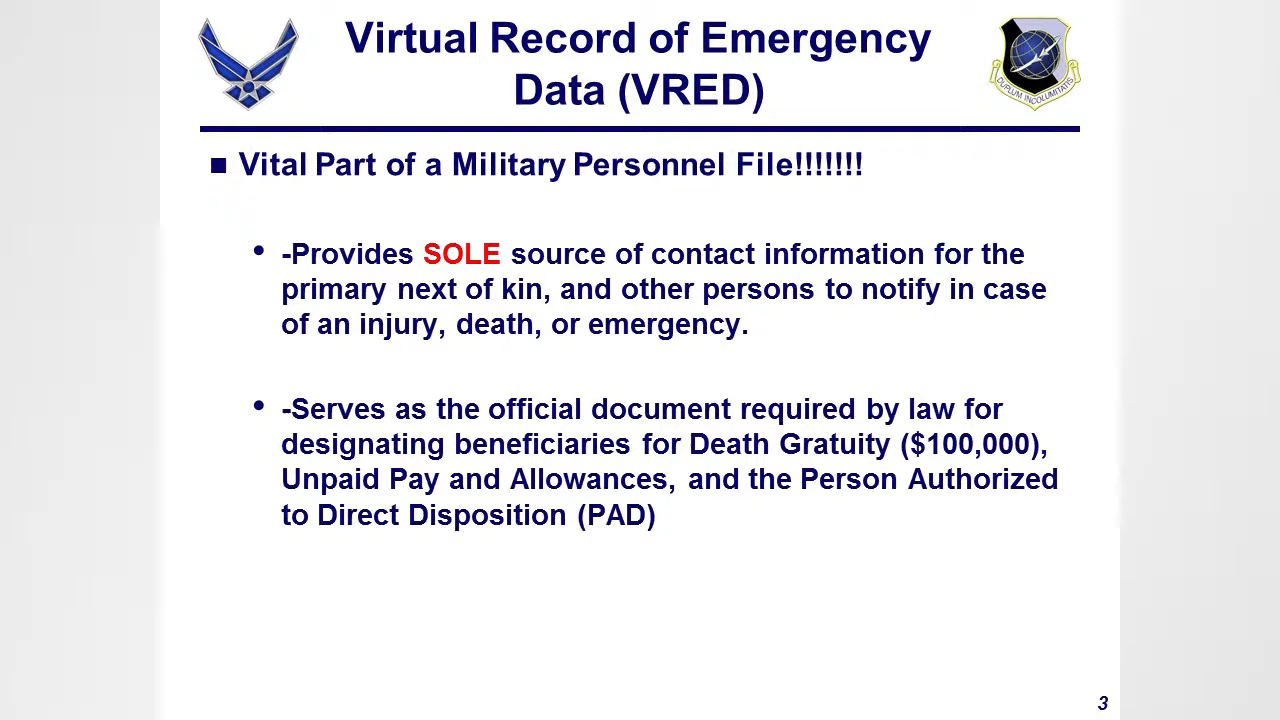 Virtual Record of Emergency
Data (VRED)
DUPLUM INCOLUMITATIS
Vital Part of a Military Personnel File!!!!!!!
-Provides SOLE source of contact information for the
primary next of kin, and other persons to notify in case
of an injury, death, or emergency.
-Serves as the official document required by law for
designating beneficiaries for Death Gratuity ($100,000),
Unpaid Pay and Allowances, and the Person Authorized
to Direct Disposition (PAD)
3